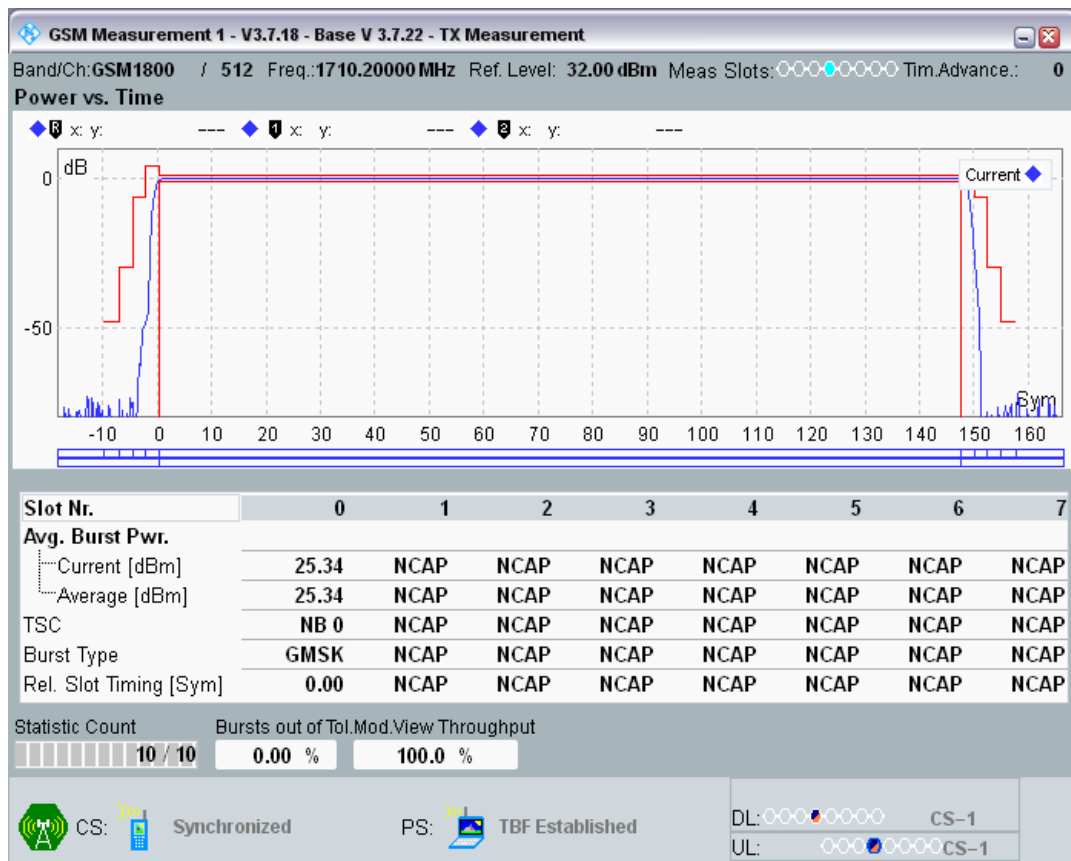 GSM Measurement 1 - V3.7.18 - Base V 3.7.22 - TX Measurement
Band/Ch:GSM1800 / 512 Freq.:1710.20000 MHz Ref. Level: 32.00 dBm Meas Slots: Tim.Advance.: 0
Power vs. Time
R x: y: --- 1 x: y: --- 2 x: y: ---
dB
Current
0
-50
Sym
-10 0 10 20 30 40 50 60 70 80 90 100 110 120 130 140 150 160
Slot Nr. 0 1 2 3 4 5 6 7
Avg. Burst Pwr.
Current [dBm] 25.34 NCAP NCAP NCAP NCAP NCAP NCAP NCAP
Average [dBm] 25.34 NCAP NCAP NCAP NCAP NCAP NCAP NCAP
TSC NB 0 NCAP NCAP NCAP NCAP NCAP NCAP NCAP
Burst Type GMSK NCAP NCAP NCAP NCAP NCAP NCAP NCAP
Rel. Slot Timing [Sym] 0.00 NCAP NCAP NCAP NCAP NCAP NCAP NCAP
Statistic Count Bursts out of Tol.Mod.View Throughput
10 / 10 0.00 % 100.0 %
CS: Synchronized PS: TBF Established
DL: CS-1
UL: CS-1